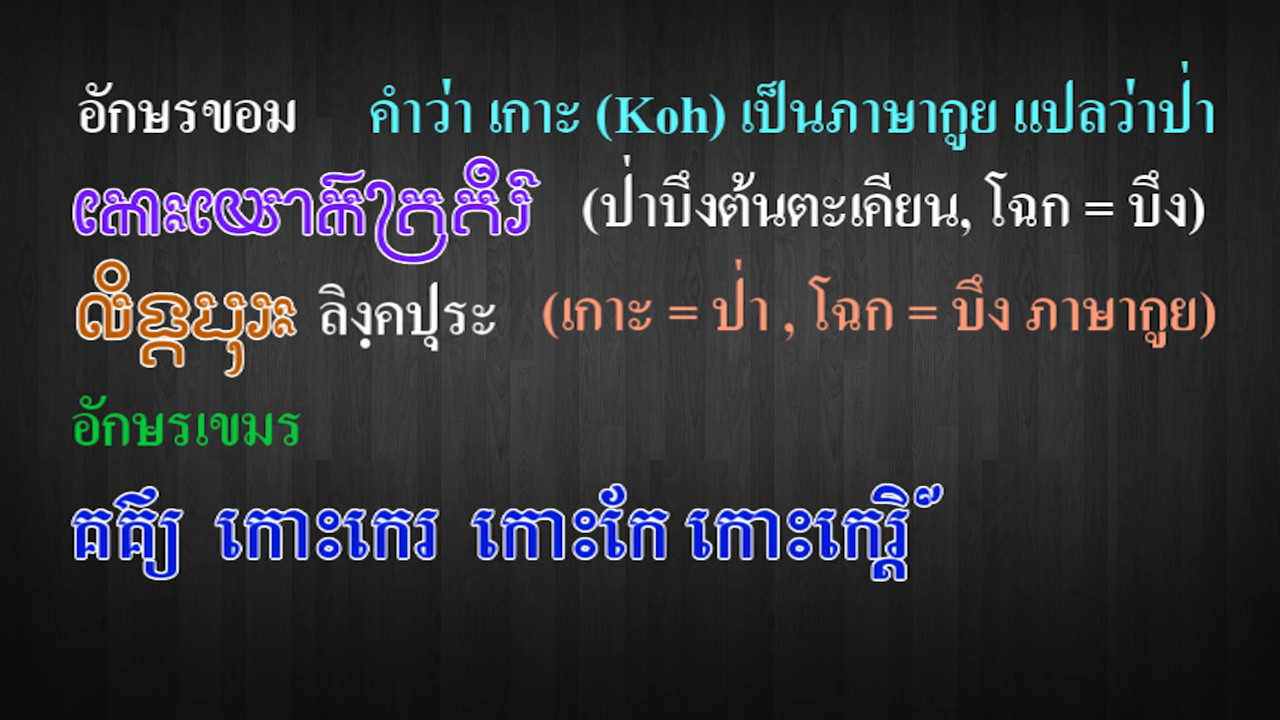 อักษรขอม คำว่า เกาะ (Koh) เป็นภาษากูย แปลว่าป่า
(ป่าบึงต้นตะเคียน, โฉก = บึง)
លិង្គបុរះ ลิงฺคปุระ (เกาะ = ป่า , โฉก = บึง ภาษากูย)
อักษรเขมร
កោះកេរ កោះកែ កោះកេរ្តិ៍